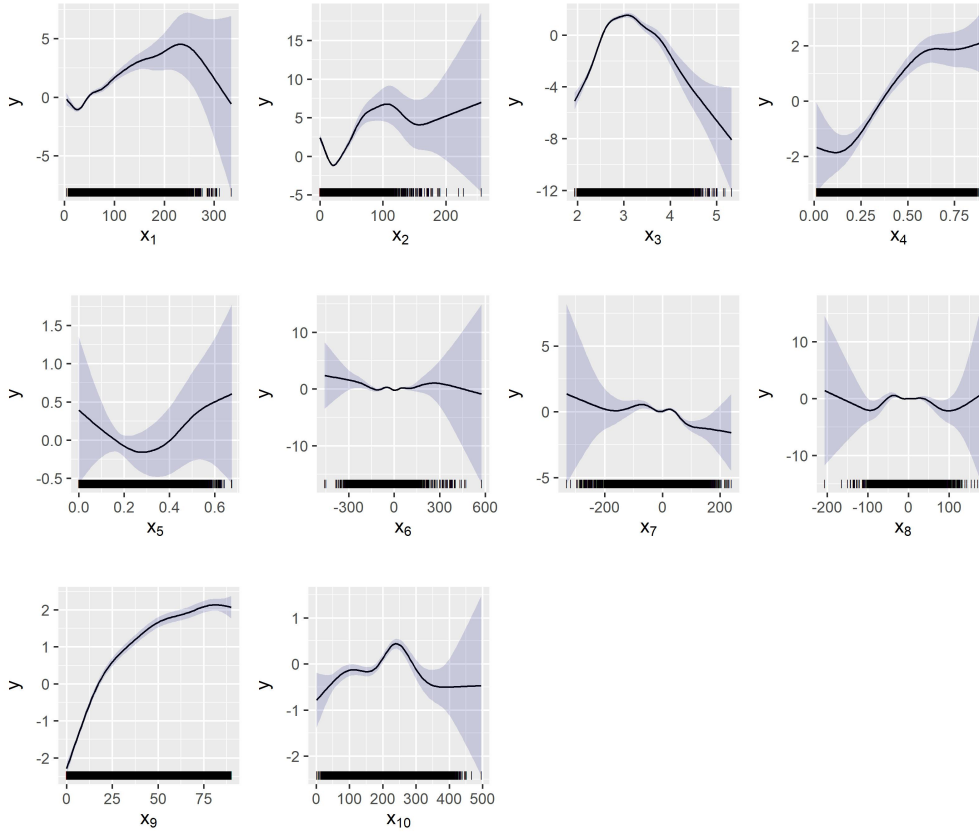 y
5
0
-5
0 100 200 300
x₁
y
15
10
5
0
-5
0 100 200
x₂
y
0
-4
-8
-12
2 3 4 5
x₃
y
2
0
-2
0.00 0.25 0.50 0.75
x₄
y
1.5
1.0
0.5
0.0
-0.5
0.0 0.2 0.4 0.6
x₅
y
10
0
-10
-300 0 300 600
x₆
y
5
0
-5
-200 0 200
x₇
y
10
0
-10
-200 -100 0 100
x₈
y
2
1
0
-1
-2
0 25 50 75
x₉
y
1
0
-1
-2
0 100 200 300 400 500
x₁₀